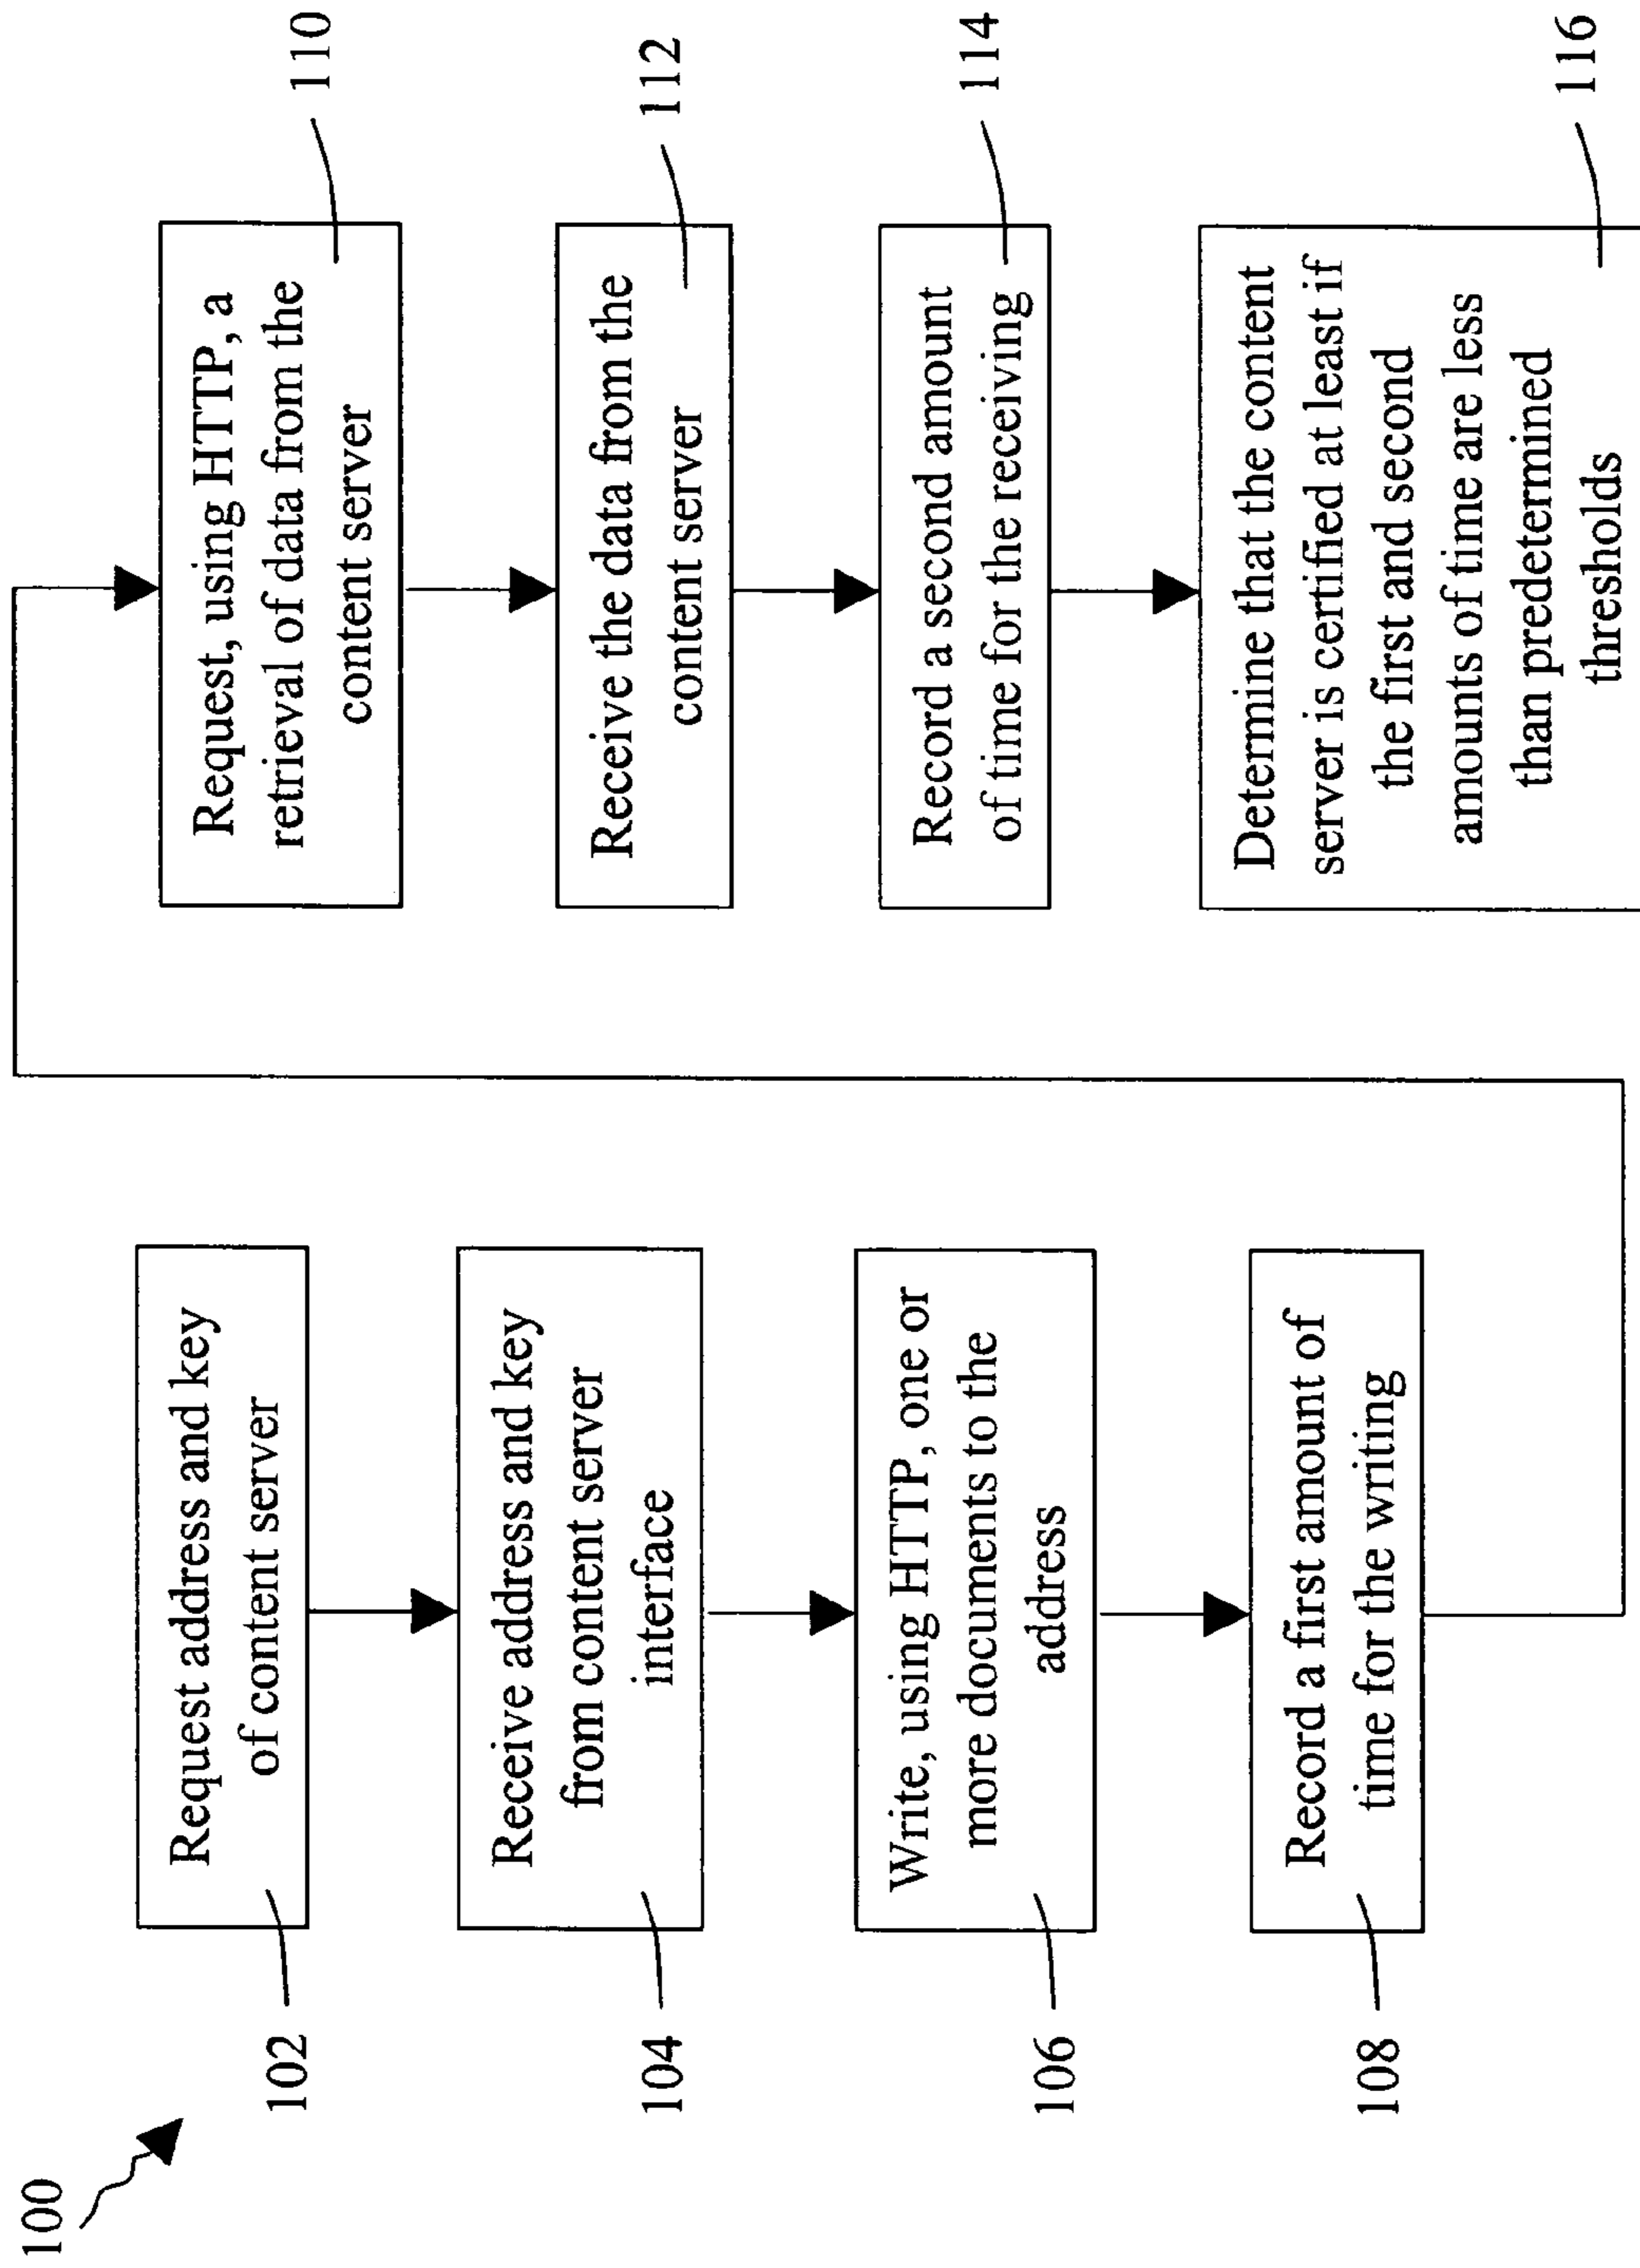 100
102
Request address and key
of content server
104
Receive address and key
from content server
interface
106
Write, using HTTP, one or
more documents to the
address
108
Record a first amount of
time for the writing
110
Request, using HTTP, a
retrieval of data from the
content server
112
Receive the data from the
content server
114
Record a second amount
of time for the receiving
116
Determine that the content
server is certified at least if
the first and second
amounts of time are less
than predetermined
thresholds